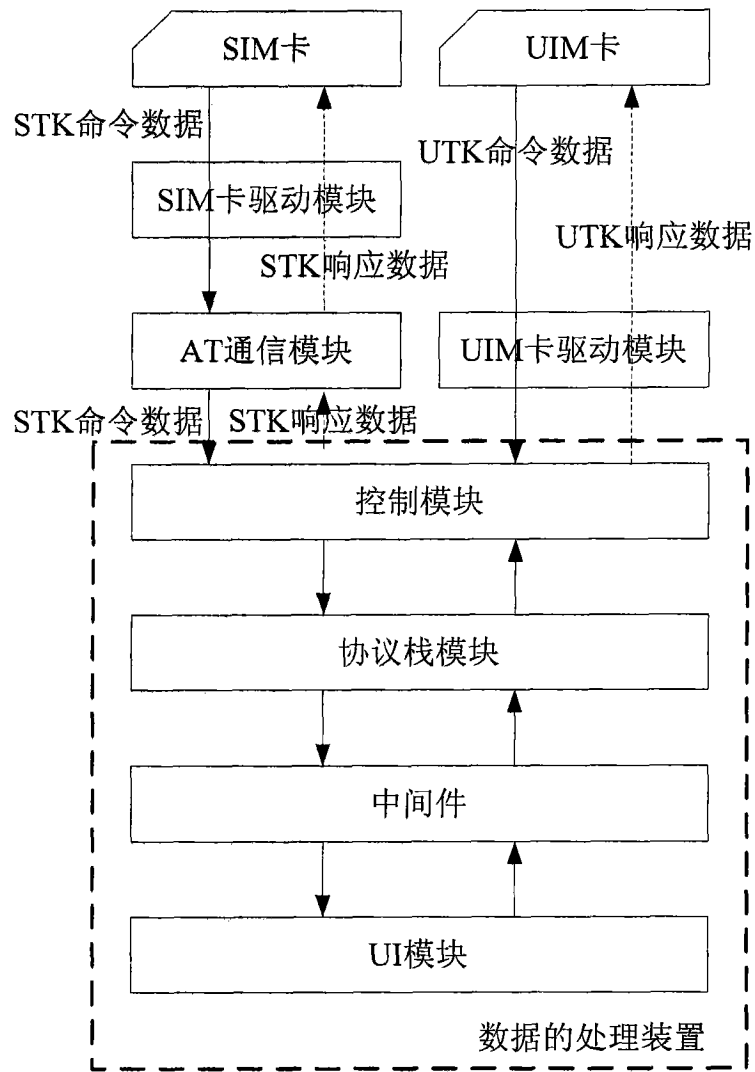 SIM卡
UIM卡
STK命令数据
UTK命令数据
SIM卡驱动模块
UTK响应数据
STK响应数据
AT通信模块
UIM卡驱动模块
STK命令数据
STK响应数据
控制模块
协议栈模块
中间件
UI模块
数据的处理装置